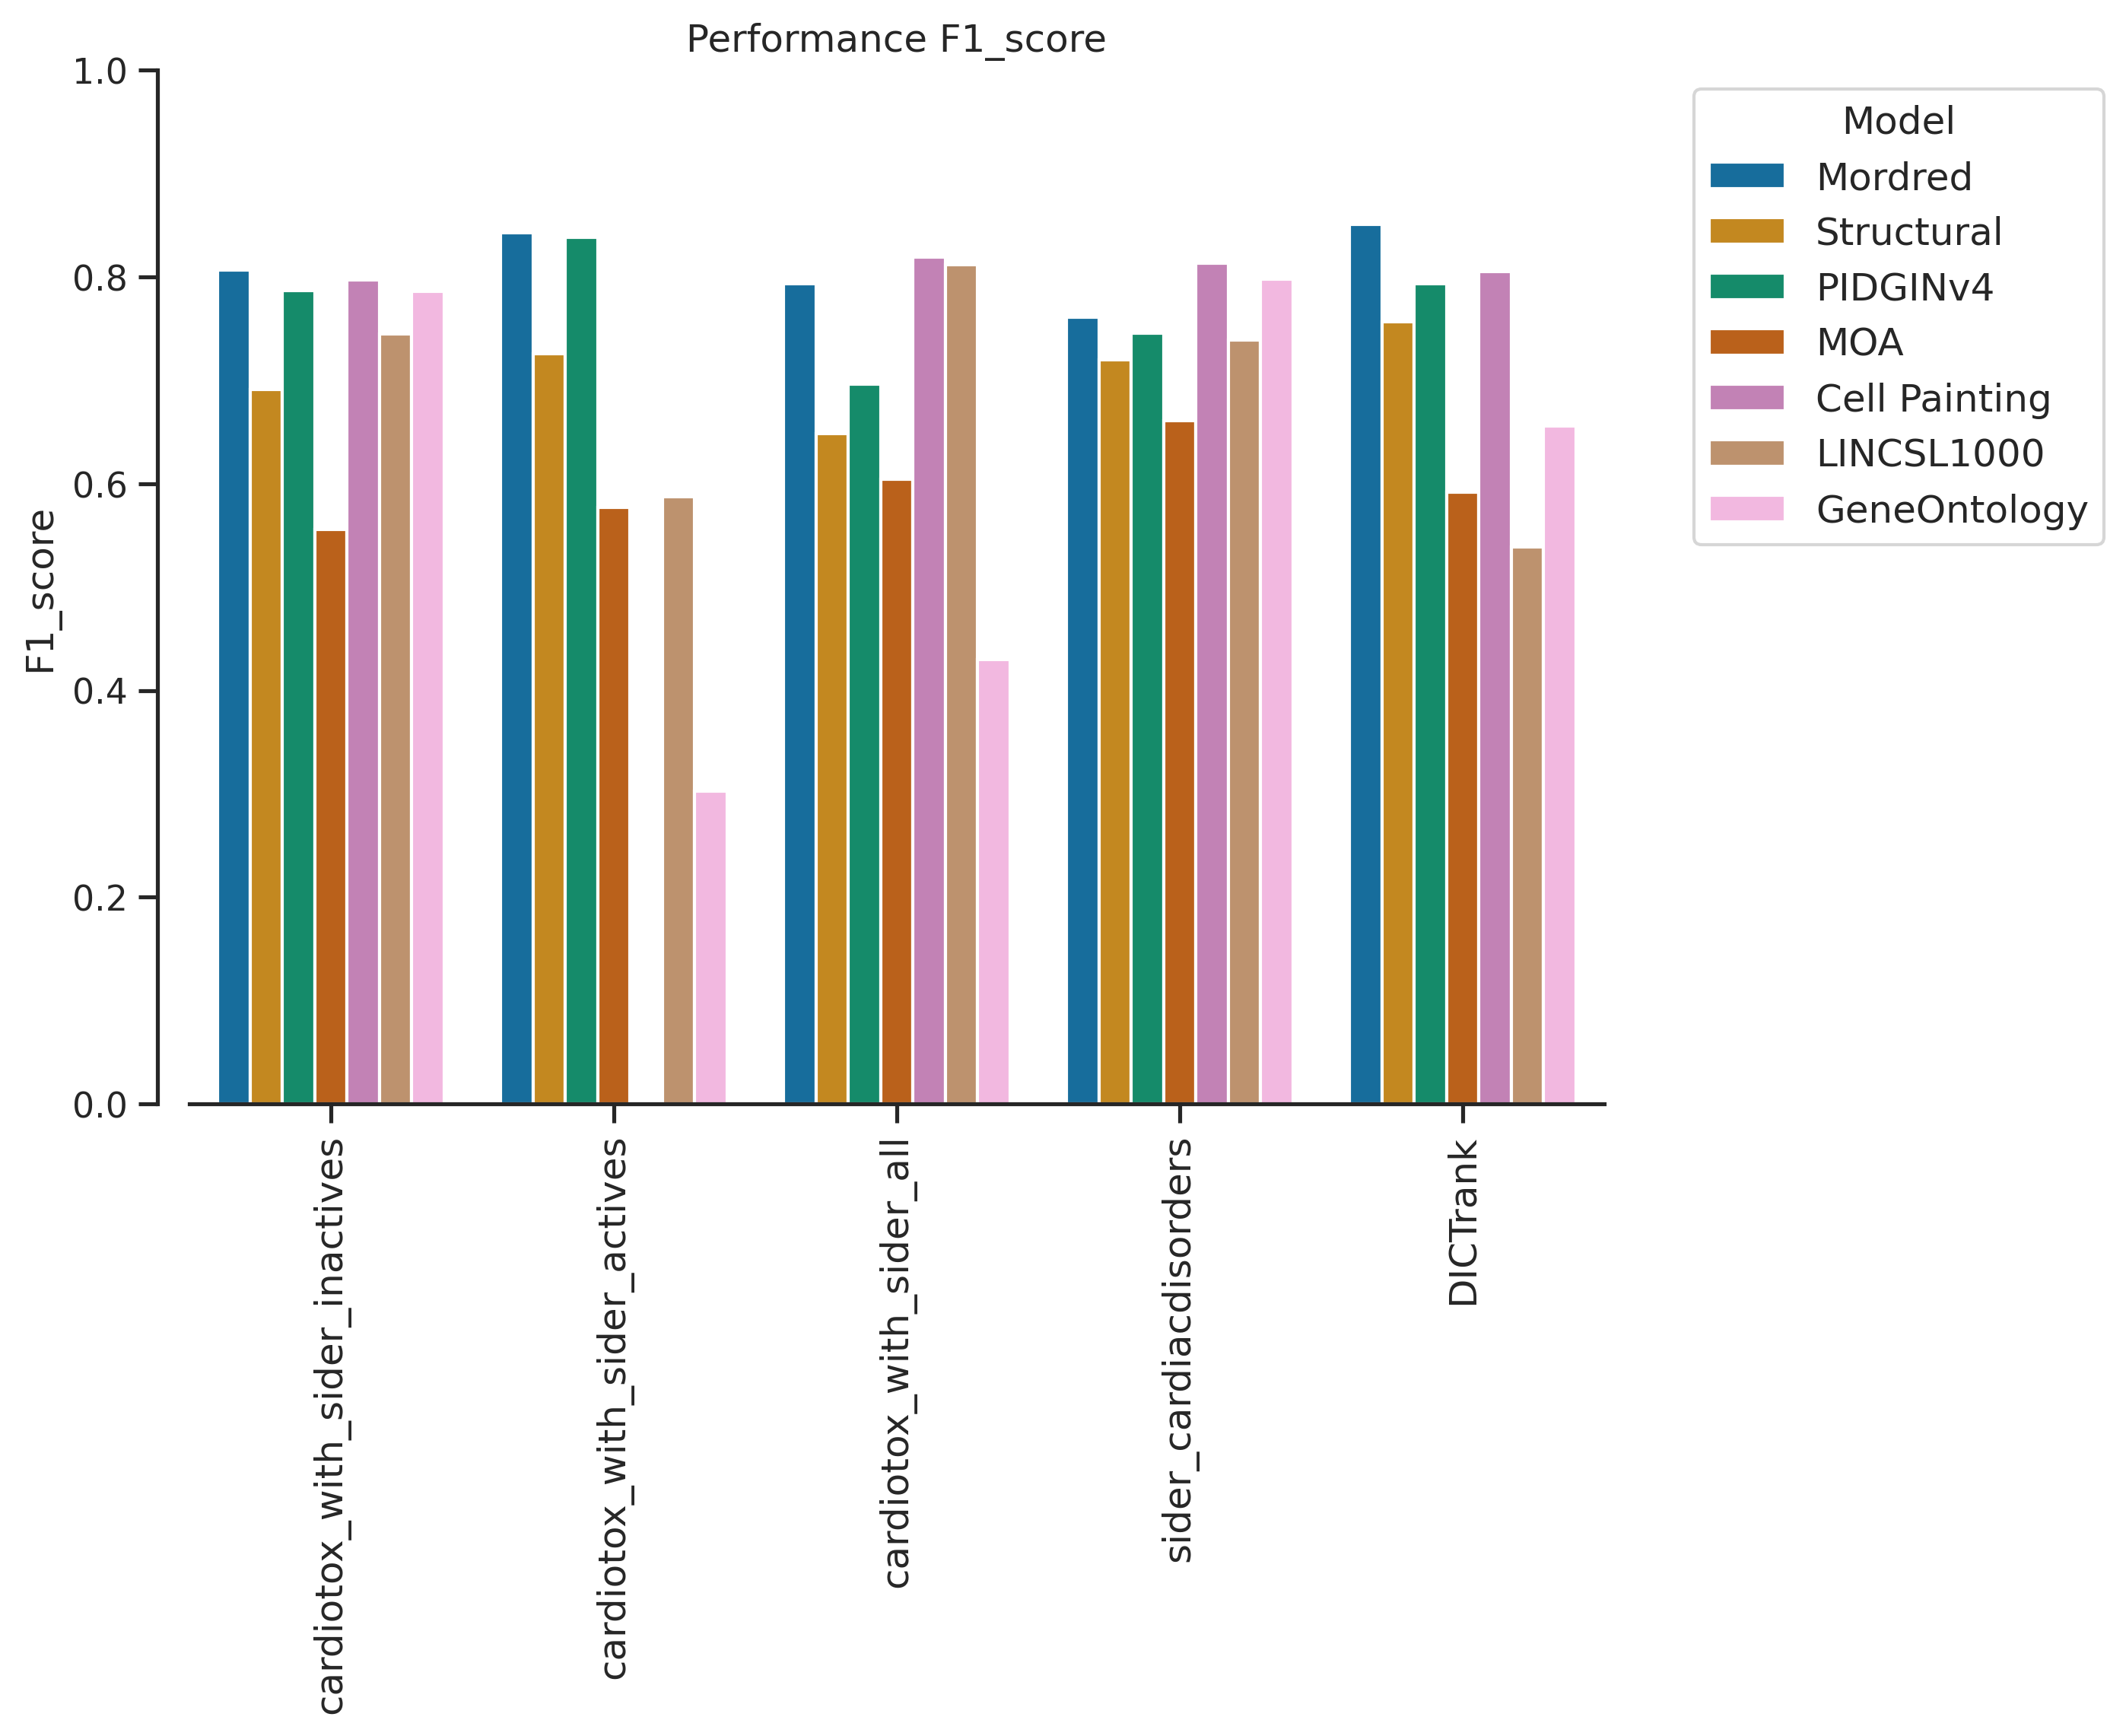 Performance F1_score
1.0
0.8
0.6
0.4
0.2
0.0
F1_score
cardiotox_with_sider_inactives
cardiotox_with_sider_actives
cardiotox_with_sider_all
sider_cardiacdisorders
DICTrank
Model
Mordred
Structural
PIDGINv4
MOA
Cell Painting
LINCSL1000
GeneOntology